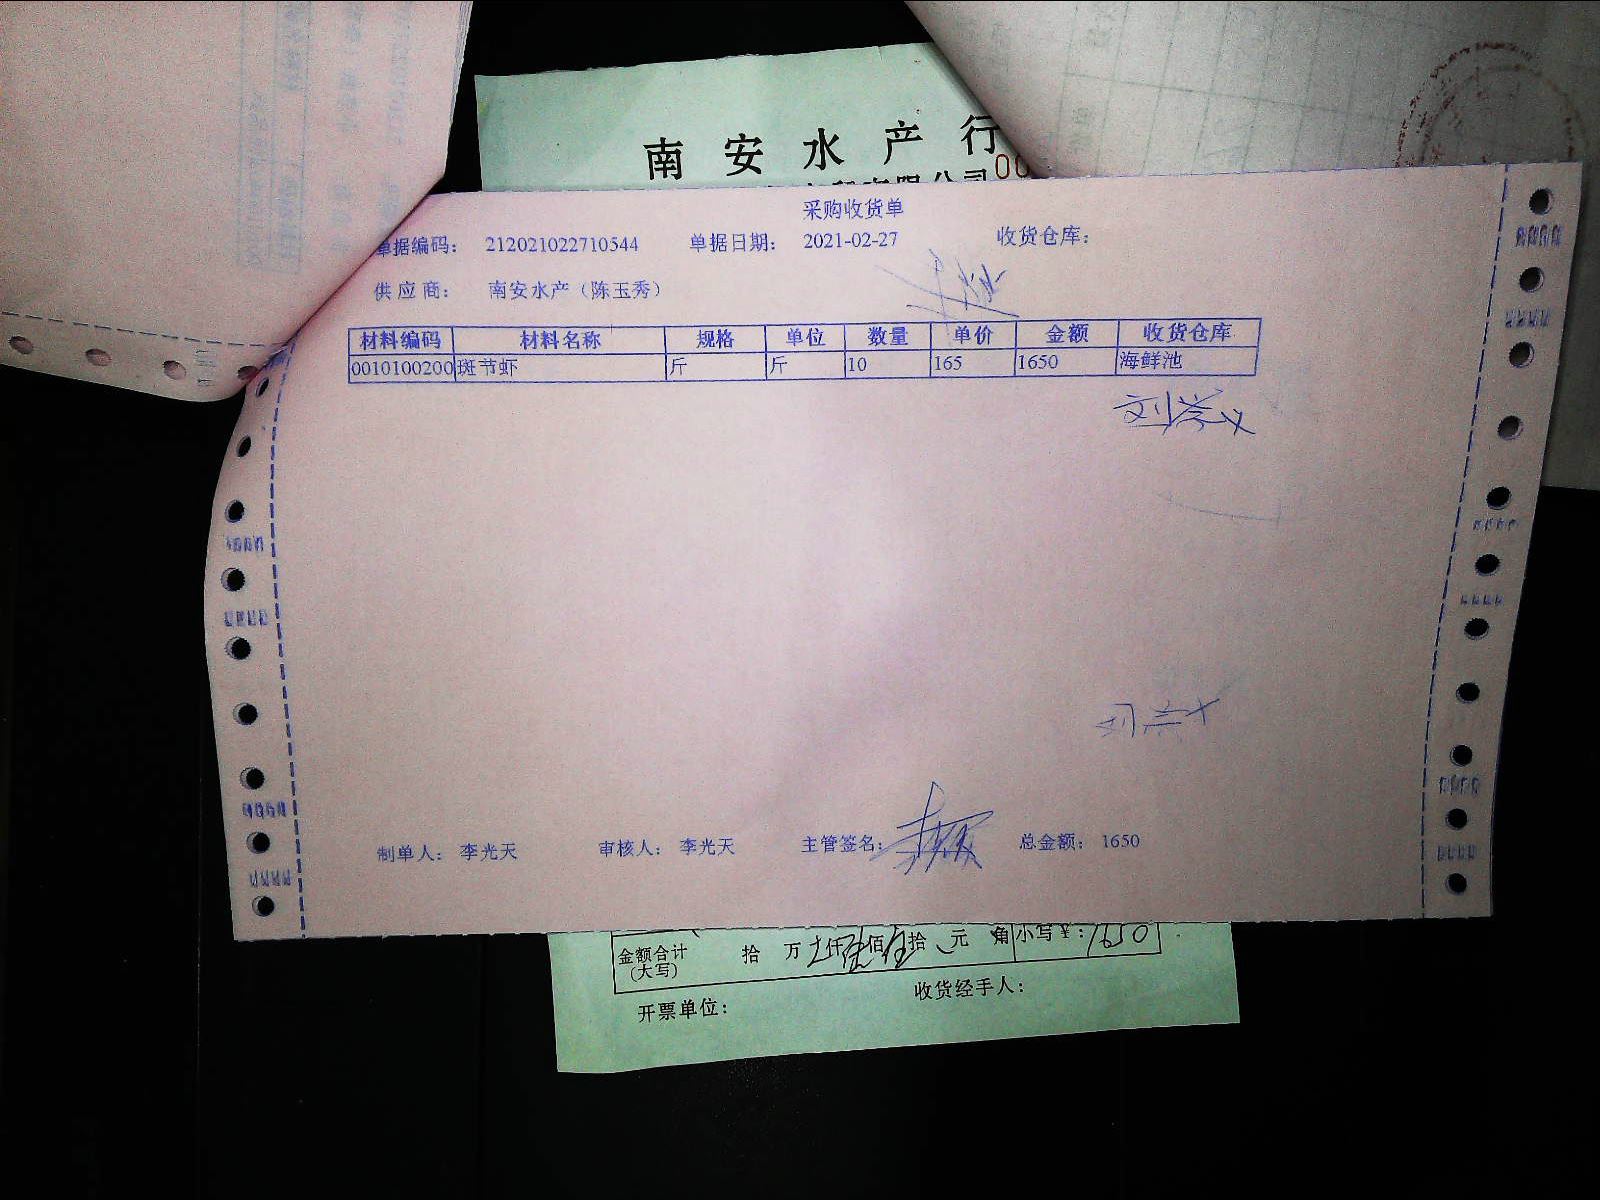 南安水产行
00
采购收货单
单据编码： 212021022710544 单据日期： 2021-02-27 收货仓库：
供应商： 南安水产（陈玉秀）
材料编码 材料名称 规格 单位 数量 单价 金额 收货仓库
0010100200 斑节虾 斤 斤 10 165 1650 海鲜池
制单人： 李光天 审核人： 李光天 主管签名： 总金额： 1650
金额合计 拾 万 仟 佰 拾 元 角 小写￥：1650
(大写)
开票单位： 收货经手人：